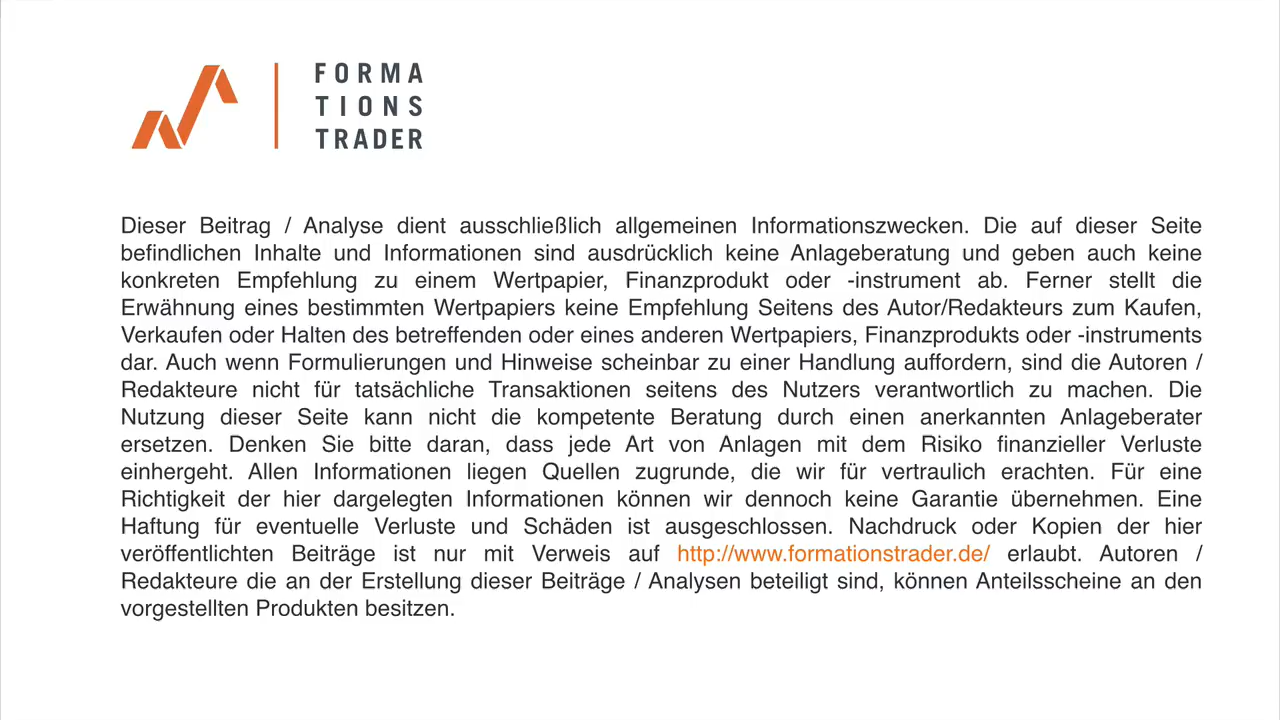 FORMA
TIONS
TRADER
Dieser Beitrag / Analyse dient ausschließlich allgemeinen Informationszwecken. Die auf dieser Seite
befindlichen Inhalte und Informationen sind ausdrücklich keine Anlageberatung und geben auch keine
konkreten Empfehlung zu einem Wertpapier, Finanzprodukt oder -instrument ab. Ferner stellt die
Erwähnung eines bestimmten Wertpapiers keine Empfehlung Seitens des Autor/Redakteurs zum Kaufen,
Verkaufen oder Halten des betreffenden oder eines anderen Wertpapiers, Finanzprodukts oder -instruments
dar. Auch wenn Formulierungen und Hinweise scheinbar zu einer Handlung auffordern, sind die Autoren /
Redakteure nicht für tatsächliche Transaktionen seitens des Nutzers verantwortlich zu machen. Die
Nutzung dieser Seite kann nicht die kompetente Beratung durch einen anerkannten Anlageberater
ersetzen. Denken Sie bitte daran, dass jede Art von Anlagen mit dem Risiko finanzieller Verluste
einhergeht. Allen Informationen liegen Quellen zugrunde, die wir für vertraulich erachten. Für eine
Richtigkeit der hier dargelegten Informationen können wir dennoch keine Garantie übernehmen. Eine
Haftung für eventuelle Verluste und Schäden ist ausgeschlossen. Nachdruck oder Kopien der hier
veröffentlichten Beiträge ist nur mit Verweis auf http://www.formationstrader.de/ erlaubt. Autoren /
Redakteure die an der Erstellung dieser Beiträge / Analysen beteiligt sind, können Anteilsscheine an den
vorgestellten Produkten besitzen.